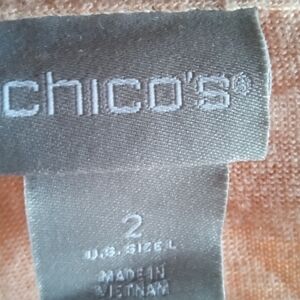 chico's®
2
U.S. SIZE L
MADE IN
VIETNAM